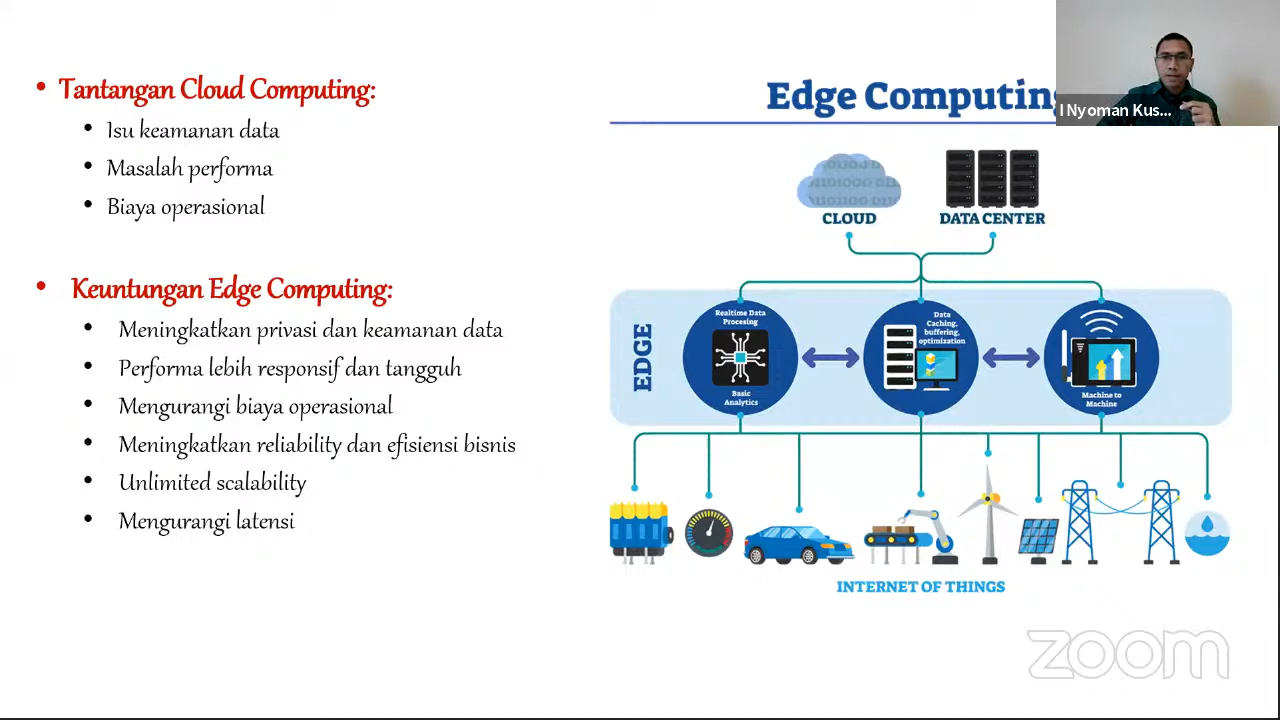 Tantangan Cloud Computing:
Isu keamanan data
Masalah performa
Biaya operasional
Keuntungan Edge Computing:
Meningkatkan privasi dan keamanan data
Performa lebih responsif dan tangguh
Mengurangi biaya operasional
Meningkatkan reliability dan efisiensi bisnis
Unlimited scalability
Mengurangi latensi
Edge Computing
I Nyoman Kus...
CLOUD
DATA CENTER
EDGE
Realtime Data
Procesing
Basic
Analytics
Data
Caching,
buffering,
optimization
Machine to
Machine
INTERNET OF THINGS
zoom